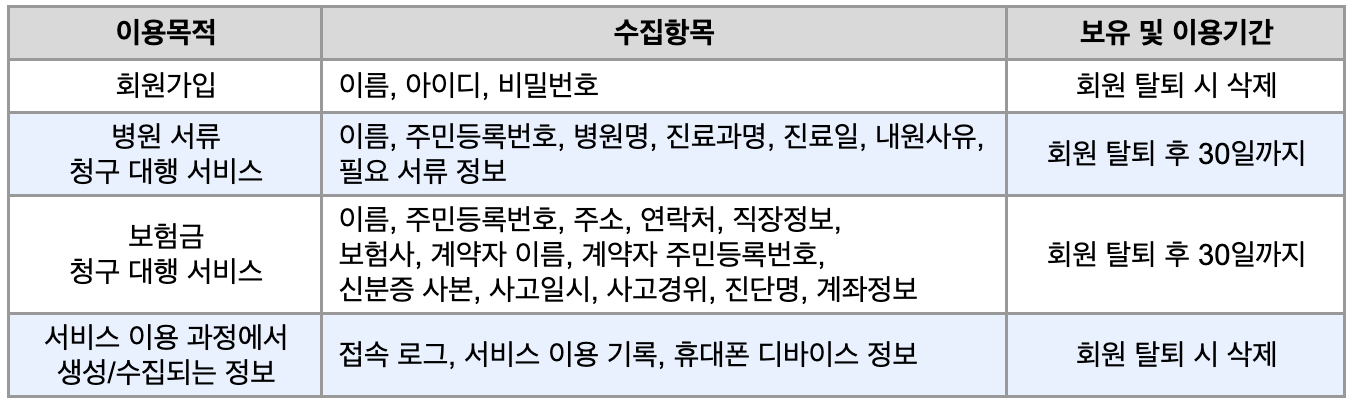 이용목적 수집항목 보유 및 이용기간
회원가입 이름, 아이디, 비밀번호 회원 탈퇴 시 삭제
병원 서류
청구 대행 서비스
이름, 주민등록번호, 병원명, 진료과명, 진료일, 내원사유,
필요 서류 정보
회원 탈퇴 후 30일까지
보험금
청구 대행 서비스
이름, 주민등록번호, 주소, 연락처, 직장정보,
보험사, 계약자 이름, 계약자 주민등록번호,
신분증 사본, 사고일시, 사고경위, 진단명, 계좌정보
회원 탈퇴 후 30일까지
서비스 이용 과정에서
생성/수집되는 정보
접속 로그, 서비스 이용 기록, 휴대폰 디바이스 정보
회원 탈퇴 시 삭제